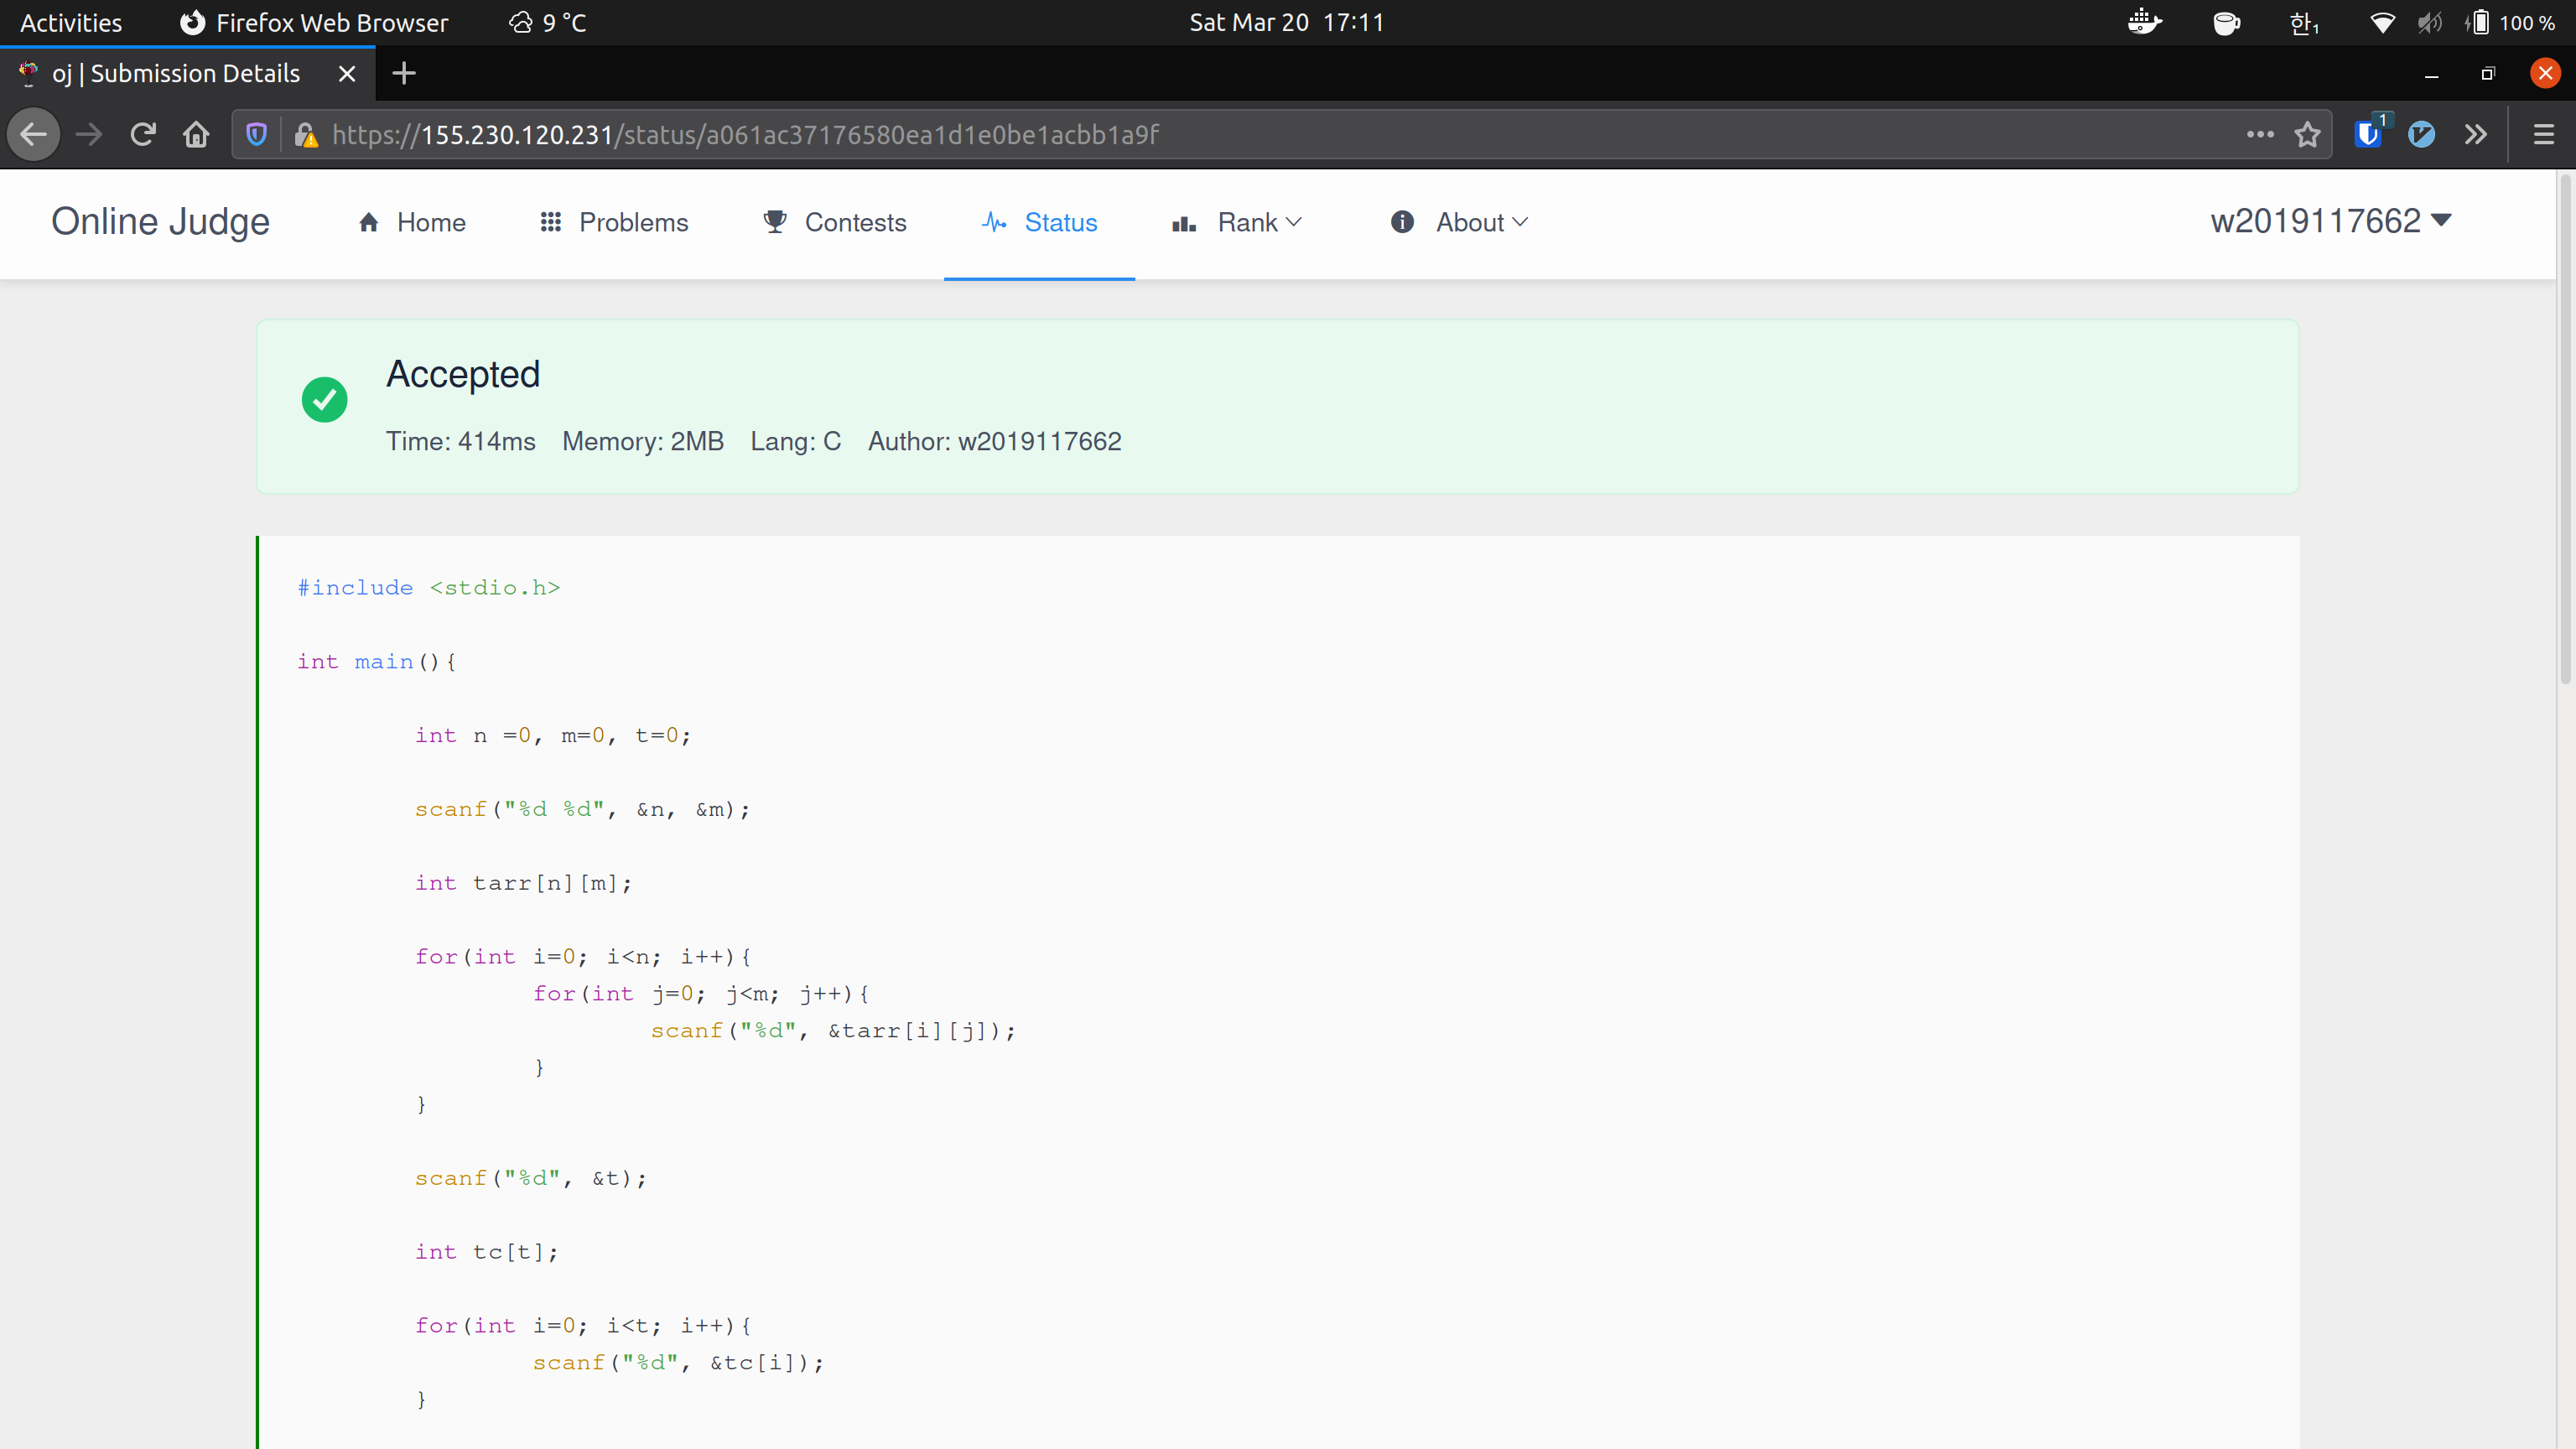 Activities Firefox Web Browser 9 °C Sat Mar 20 17:11 한1 100 %
oj | Submission Details
https://155.230.120.231/status/a061ac37176580ea1d1e0be1acbb1a9f 1
Online Judge Home Problems Contests Status Rank About w2019117662
Accepted
Time: 414ms Memory: 2MB Lang: C Author: w2019117662
#include <stdio.h>
int main(){
int n =0, m=0, t=0;
scanf("%d %d", &n, &m);
int tarr[n][m];
for(int i=0; i<n; i++){
for(int j=0; j<m; j++){
scanf("%d", &tarr[i][j]);
}
}
scanf("%d", &t);
int tc[t];
for(int i=0; i<t; i++){
scanf("%d", &tc[i]);
}